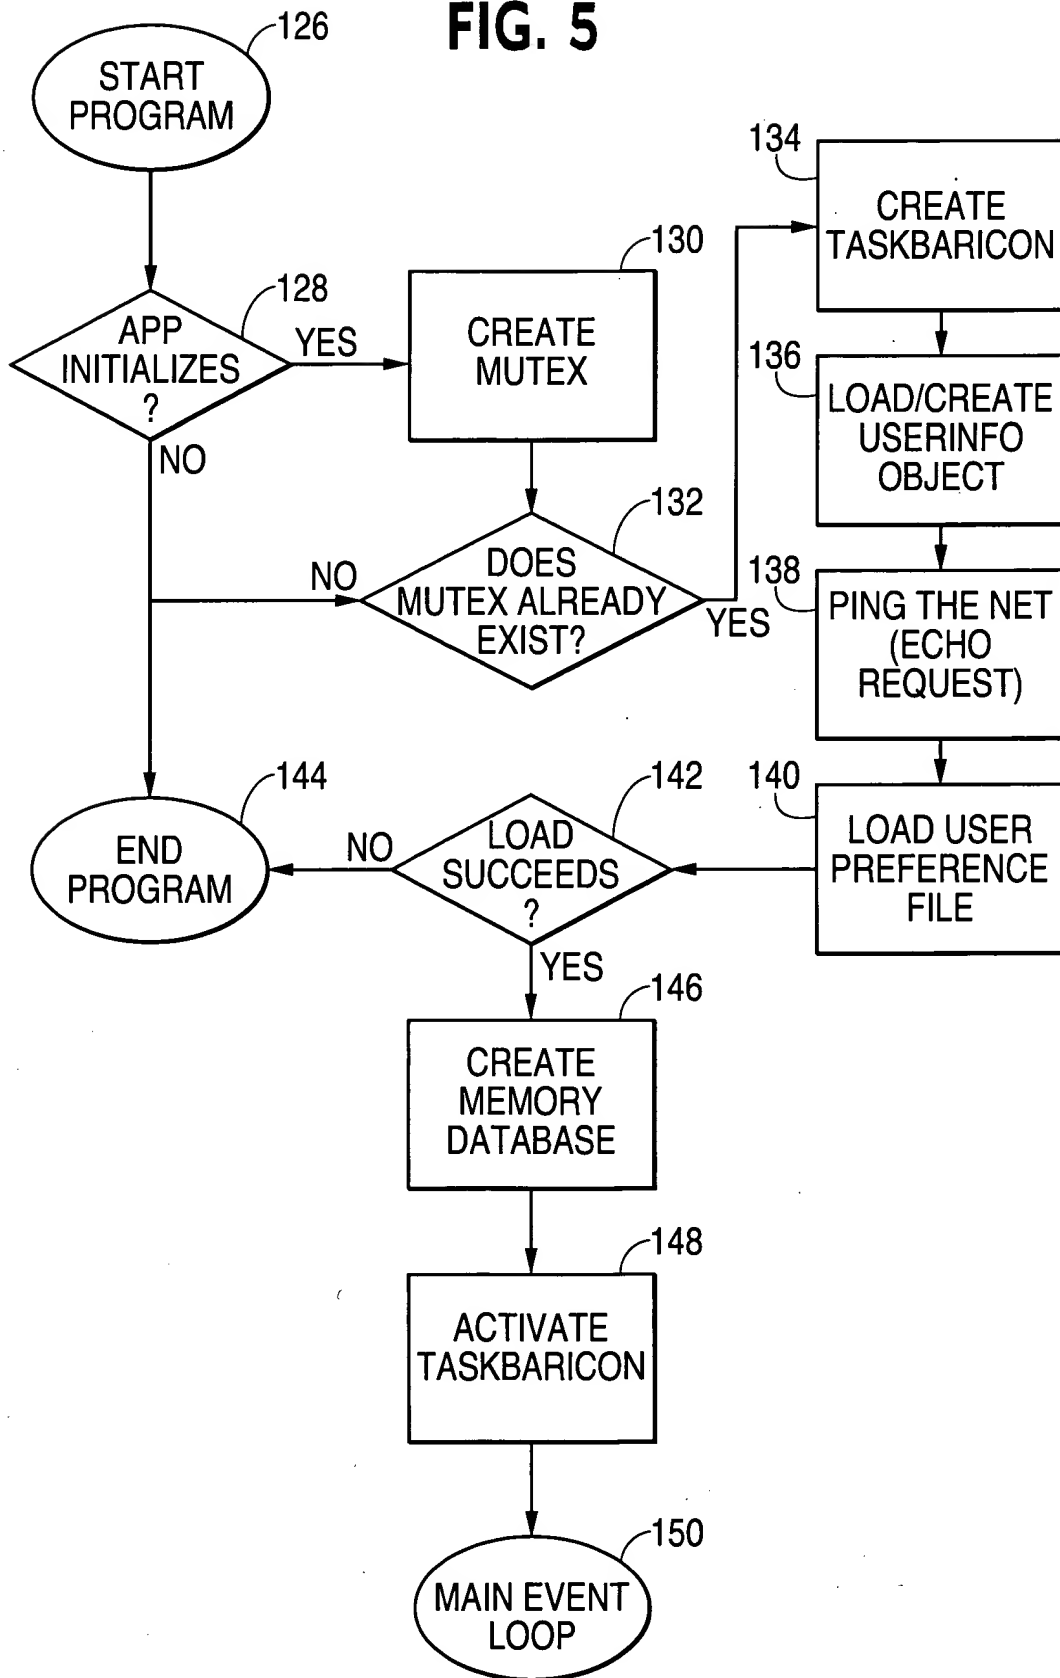 FIG. 5
126
START
PROGRAM
128
APP
INITIALIZES
?
YES
NO
130
CREATE
MUTEX
132
DOES
MUTEX ALREADY
EXIST?
NO
YES
134
CREATE
TASKBARICON
136
LOAD/CREATE
USERINFO
OBJECT
138
PING THE NET
(ECHO
REQUEST)
140
LOAD USER
PREFERENCE
FILE
142
LOAD
SUCCEEDS
?
NO
YES
144
END
PROGRAM
146
CREATE
MEMORY
DATABASE
148
ACTIVATE
TASKBARICON
150
MAIN EVENT
LOOP